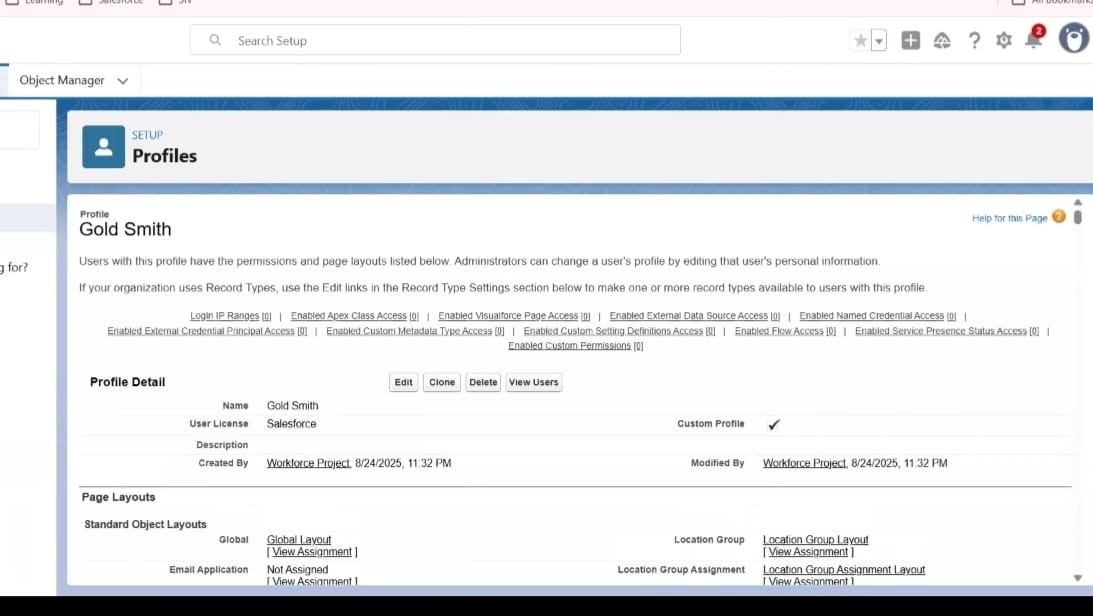 Learning Salesforce SN All Bookmarks
Search Setup
2
Object Manager
SETUP
Profiles
g for?
Profile
Gold Smith
Help for this Page ?
Users with this profile have the permissions and page layouts listed below. Administrators can change a user's profile by editing that user's personal information.
If your organization uses Record Types, use the Edit links in the Record Type Settings section below to make one or more record types available to users with this profile.
Login IP Ranges [0] | Enabled Apex Class Access [0] | Enabled Visualforce Page Access [0] | Enabled External Data Source Access [0] | Enabled Named Credential Access [0] |
Enabled External Credential Principal Access [0] | Enabled Custom Metadata Type Access [0] | Enabled Custom Setting Definitions Access [0] | Enabled Flow Access [0] | Enabled Service Presence Status Access [0] |
Enabled Custom Permissions [0]
Profile Detail Edit Clone Delete View Users
Name Gold Smith
User License Salesforce Custom Profile ✓
Description
Created By Workforce Project, 8/24/2025, 11:32 PM Modified By Workforce Project, 8/24/2025, 11:32 PM
Page Layouts
Standard Object Layouts
Global Global Layout Location Group Location Group Layout
[ View Assignment ] [ View Assignment ]
Email Application Not Assigned Location Group Assignment Location Group Assignment Layout
[ View Assignment ] [ View Assignment ]